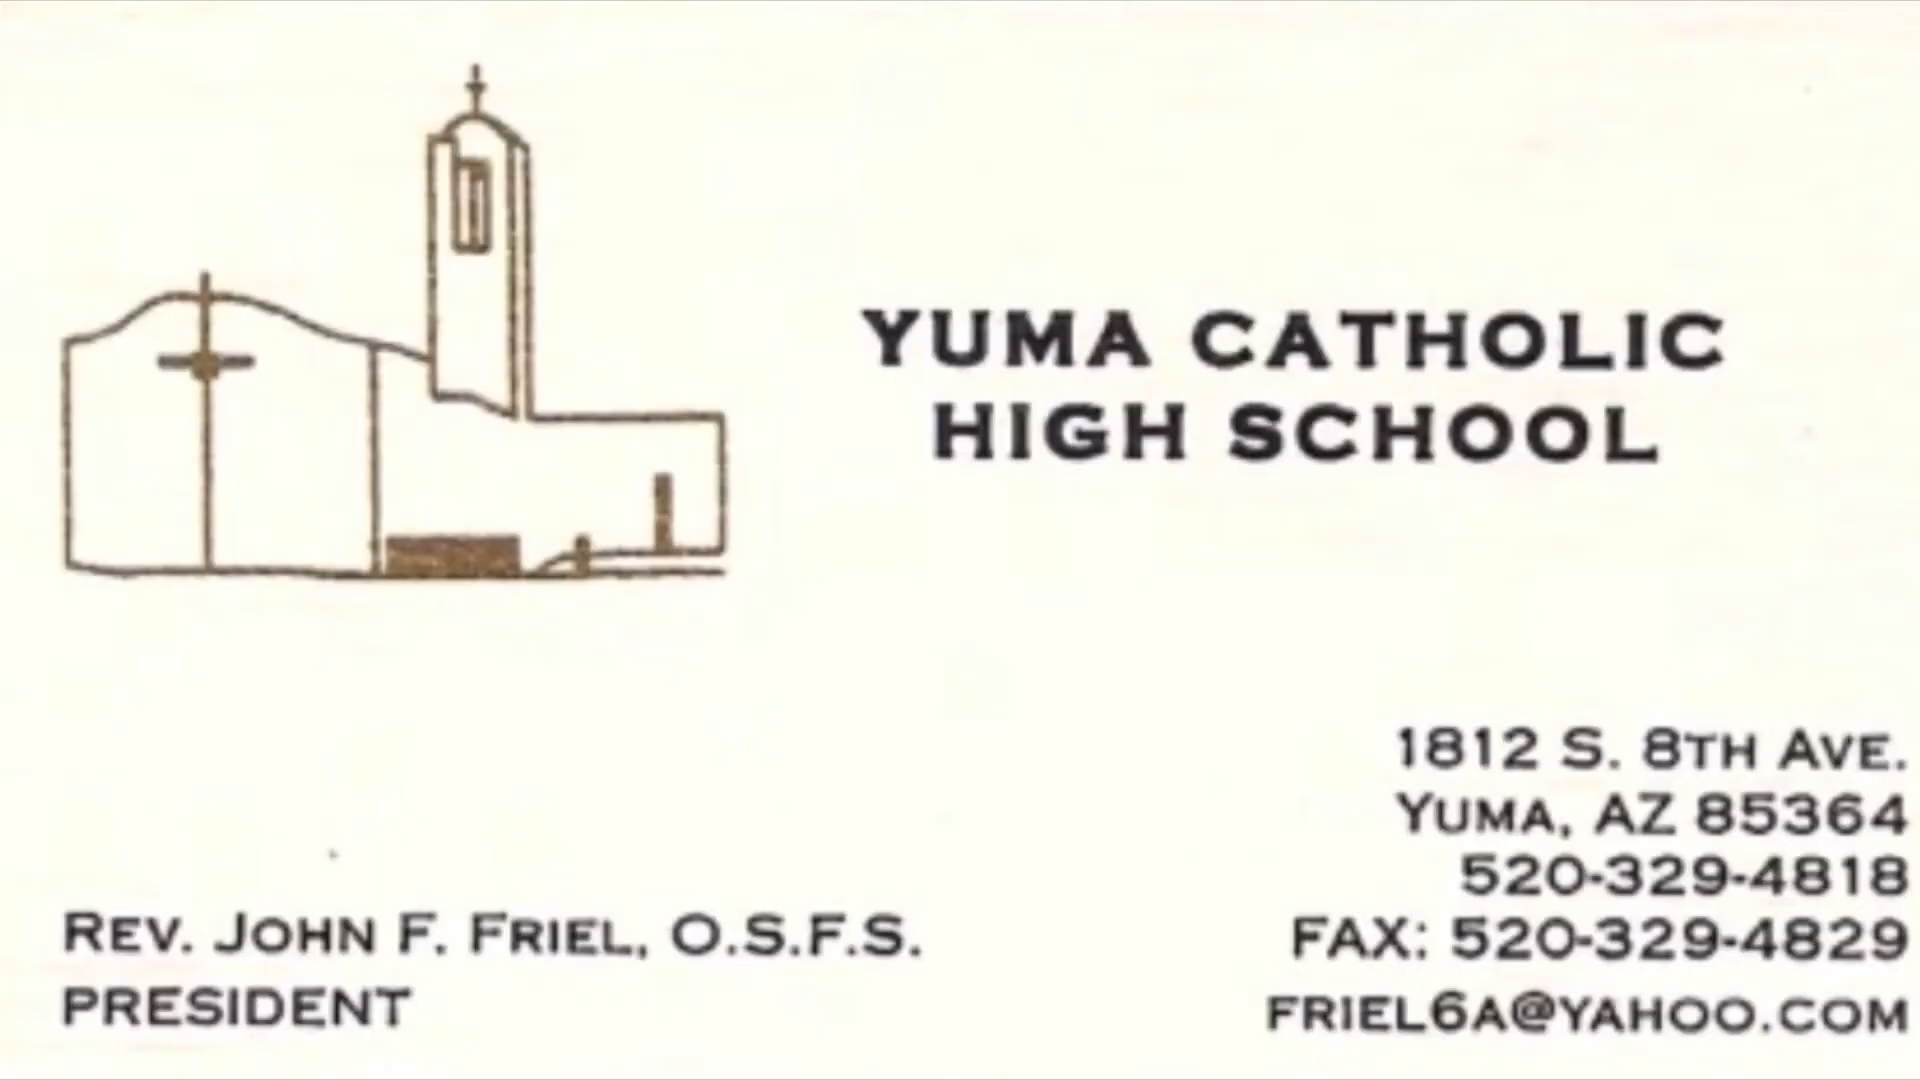 YUMA CATHOLIC
HIGH SCHOOL
1812 S. 8TH AVE.
YUMA, AZ 85364
520-329-4818
FAX: 520-329-4829
FRIEL6A@YAHOO.COM
REV. JOHN F. FRIEL, O.S.F.S.
PRESIDENT